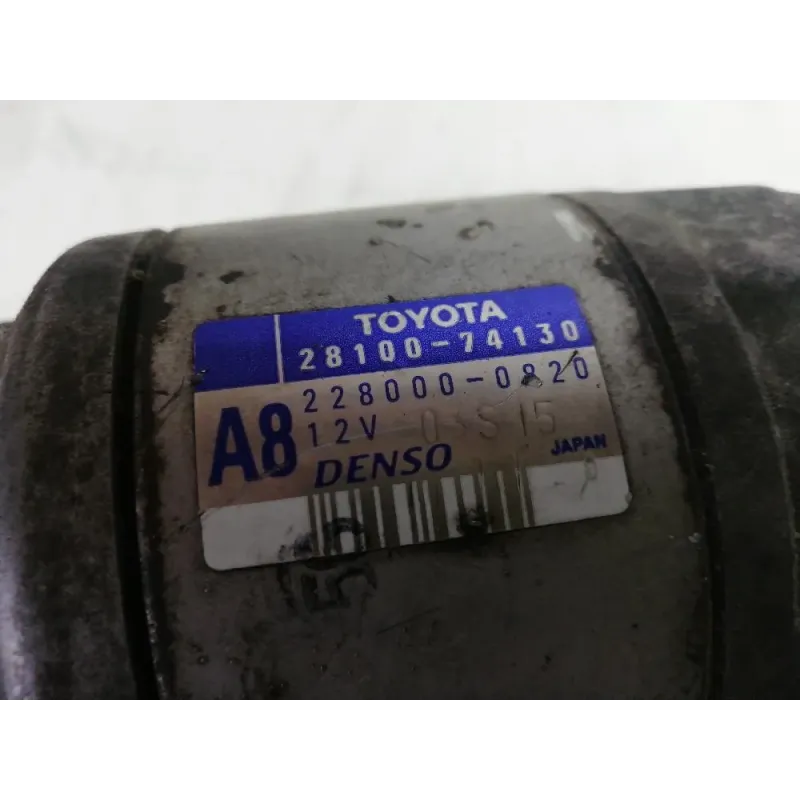 TOYOTA
28100-74130
A8
228000-0820
12V
DENSO
JAPAN